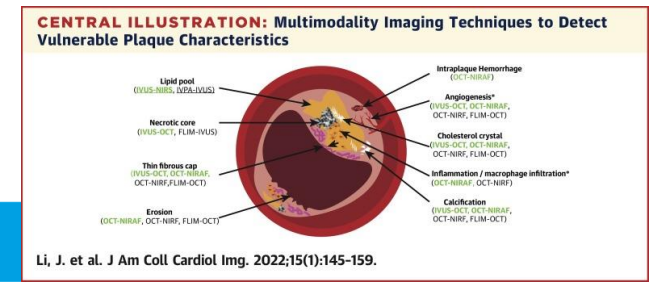 CENTRAL ILLUSTRATION: Multimodality Imaging Techniques to Detect
Vulnerable Plaque Characteristics
Lipid pool
(IVUS-NIRS, IVPA-IVUS)
Necrotic core
(IVUS-OCT, FLIM-IVUS)
Thin fibrous cap
(IVUS-OCT, OCT-NIRAF,
OCT-NIRF,FLIM-OCT)
Erosion
(OCT-NIRAF, OCT-NIRF, FLIM-OCT)
Intraplaque Hemorrhage
(OCT-NIRAF)
Angiogenesis*
(IVUS-OCT, OCT-NIRAF,
OCT-NIRF, FLIM-OCT)
Cholesterol crystal
(IVUS-OCT, OCT-NIRAF,
OCT-NIRF, FLIM-OCT)
Inflammation / macrophage infiltration*
(OCT-NIRAF, OCT-NIRF)
Calcification
(IVUS-OCT, OCT-NIRAF,
OCT-NIRF, FLIM-OCT)
Li, J. et al. J Am Coll Cardiol Img. 2022;15(1):145-159.